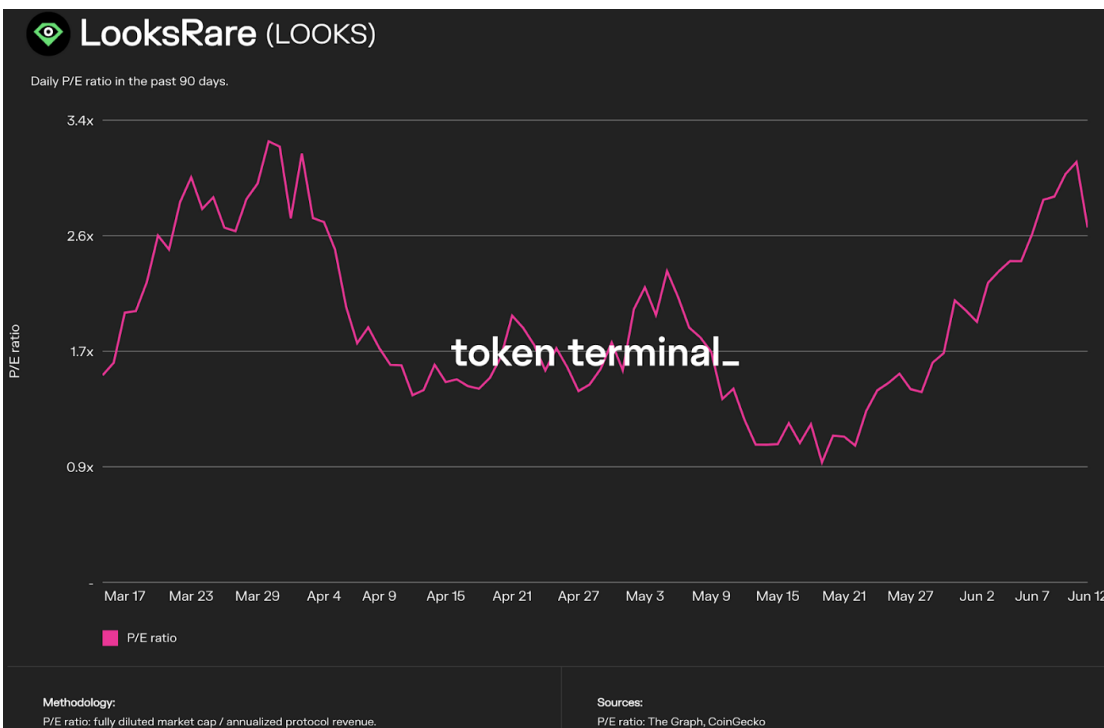 LooksRare (LOOKS)
Daily P/E ratio in the past 90 days.
3.4x
2.6x
1.7x
0.9x
-
P/E ratio
token terminal_
Mar 17 Mar 23 Mar 29 Apr 4 Apr 9 Apr 15 Apr 21 Apr 27 May 3 May 9 May 15 May 21 May 27 Jun 2 Jun 7 Jun 12
P/E ratio
Methodology:
P/E ratio: fully diluted market cap / annualized protocol revenue.
Sources:
P/E ratio: The Graph, CoinGecko